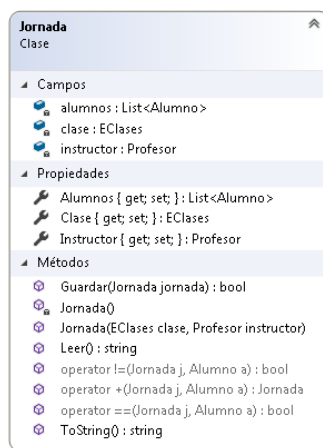 Jornada
Clase
Campos
alumnos : List<Alumno>
clase : EClases
instructor : Profesor
Propiedades
Alumnos { get; set; } : List<Alumno>
Clase { get; set; } : EClases
Instructor { get; set; } : Profesor
Métodos
Guardar(Jornada jornada) : bool
Jornada()
Jornada(EClases clase, Profesor instructor)
Leer() : string
operator !=(Jornada j, Alumno a) : bool
operator +(Jornada j, Alumno a) : Jornada
operator ==(Jornada j, Alumno a) : bool
ToString() : string